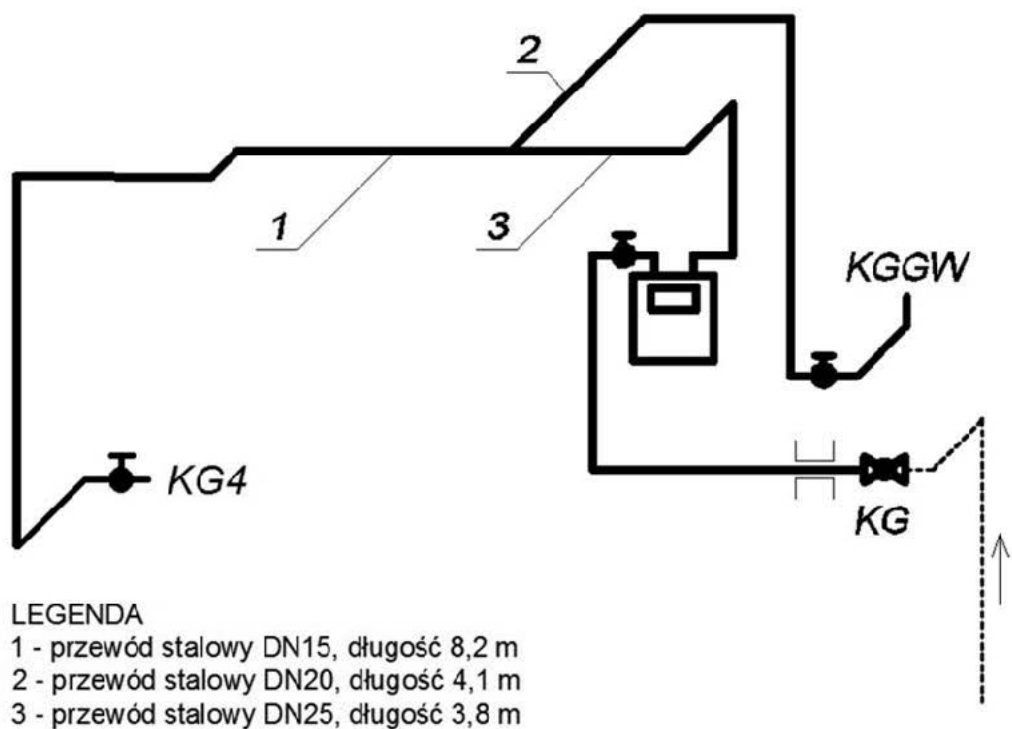 2
1
3
KGGW
KG4
KG
LEGENDA
1 - przewód stalowy DN15, długość 8,2 m
2 - przewód stalowy DN20, długość 4,1 m
3 - przewód stalowy DN25, długość 3,8 m